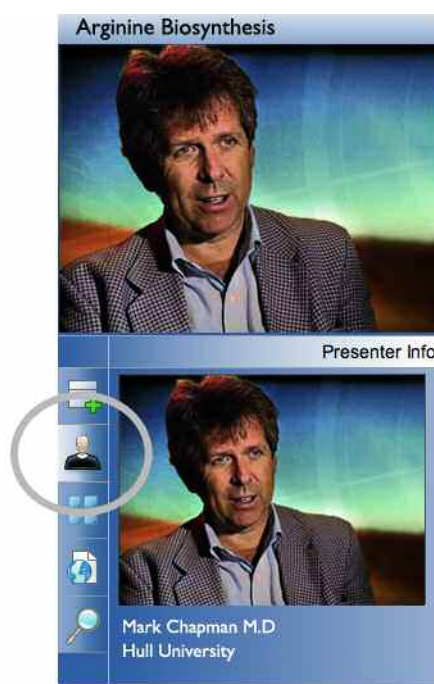 Arginine Biosynthesis
Presenter Info
Mark Chapman M.D
Hull University